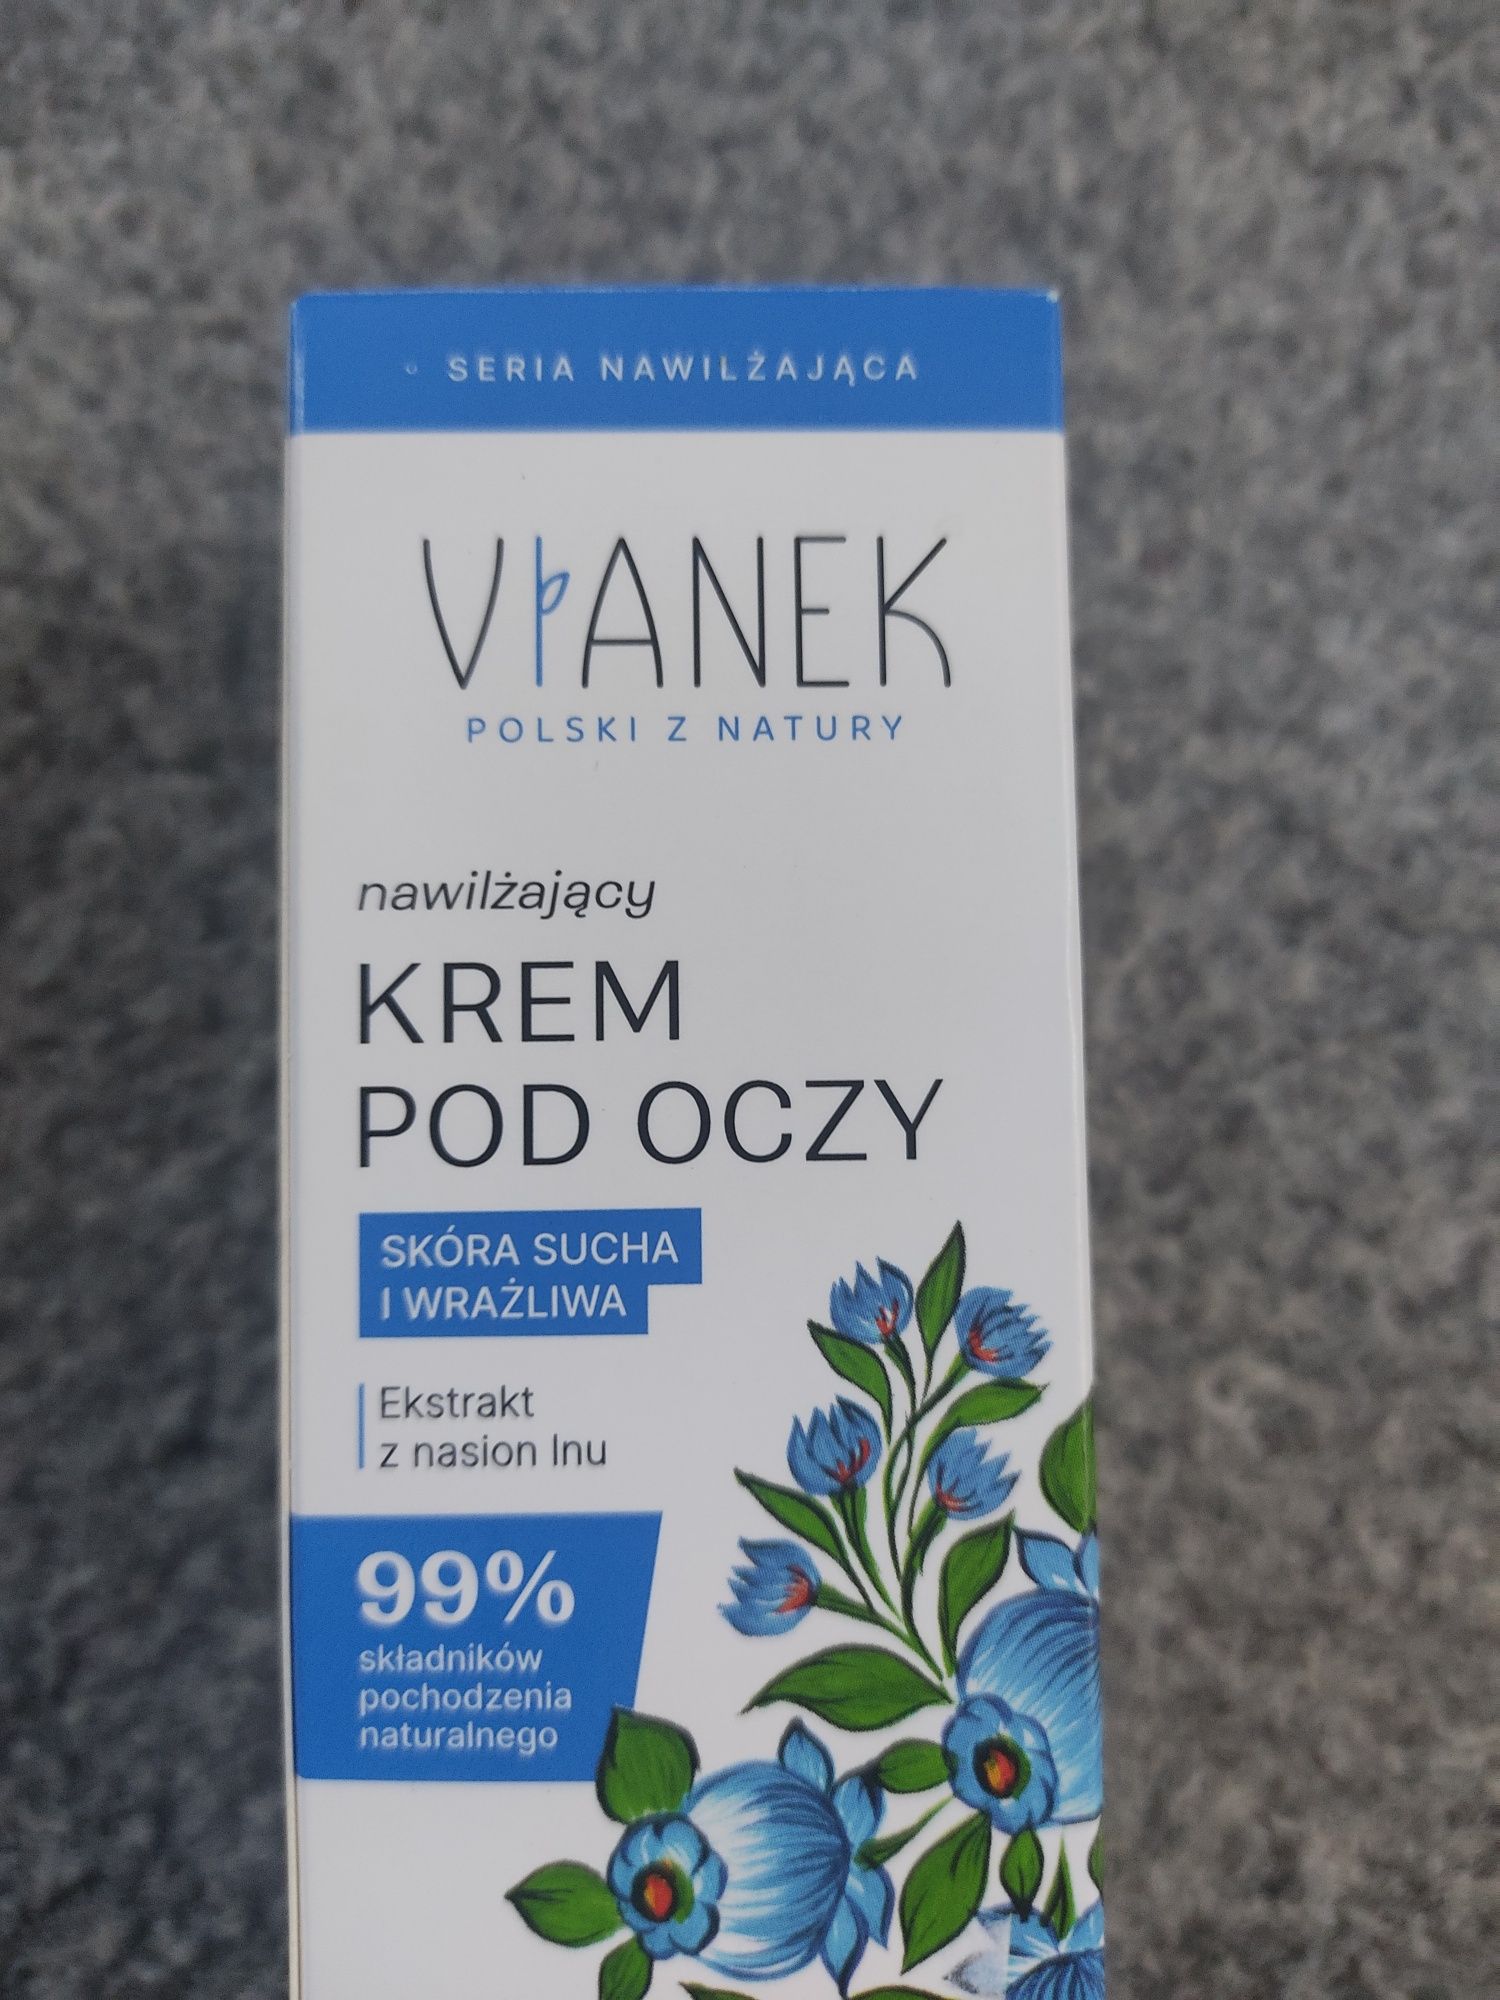 SERIA NAWILŻAJĄCA
VIANEK
POLSKI Z NATURY
nawilżający
KREM
POD OCZY
SKÓRA SUCHA
I WRAŻLIWA
Ekstrakt
z nasion lnu
99%
składników
pochodzenia
naturalnego